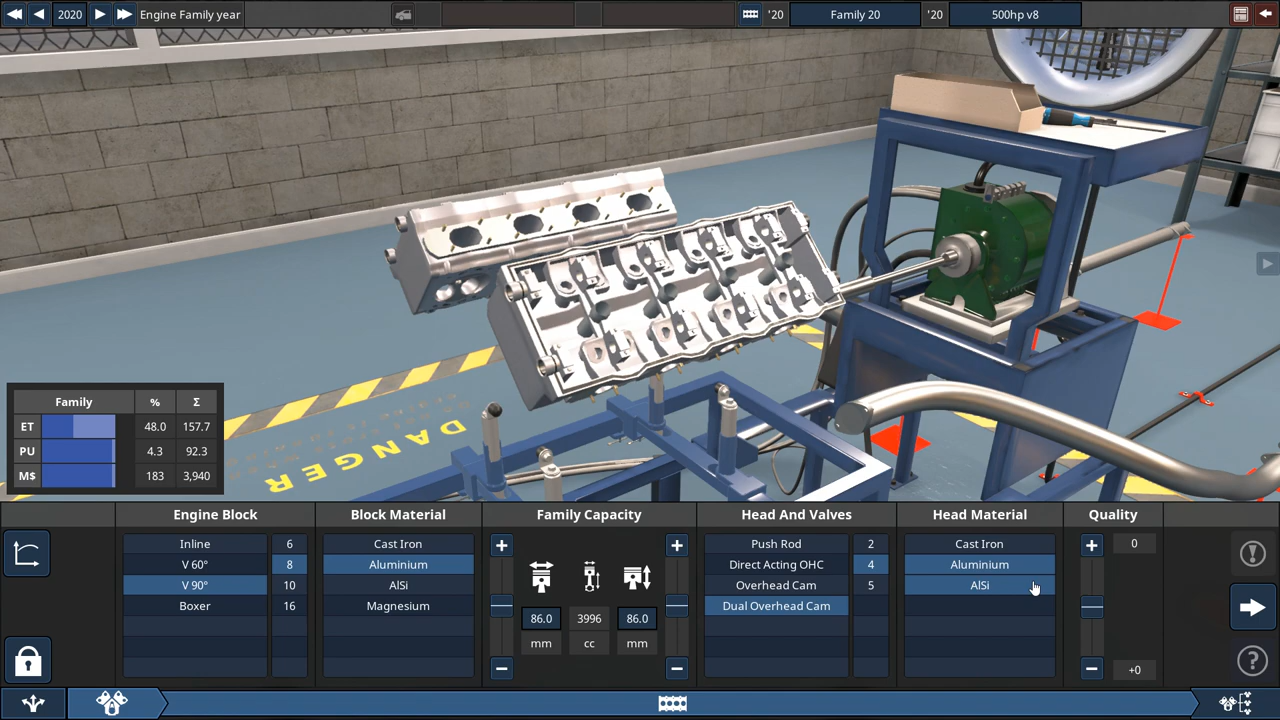 2020 Engine Family year '20 Family 20 '20 500hp v8
DANGER
Family % Σ
ET 48.0 157.7
PU 4.3 92.3
M$ 183 3,940
Engine Block Block Material Family Capacity Head And Valves Head Material Quality
Inline 6 Cast Iron + + Push Rod 2 Cast Iron + 0
V 60° 8 Aluminium Direct Acting OHC 4 Aluminium
V 90° 10 AlSi Overhead Cam 5 AlSi
Boxer 16 Magnesium 86.0 3996 86.0 Dual Overhead Cam
mm cc mm
− − − +0